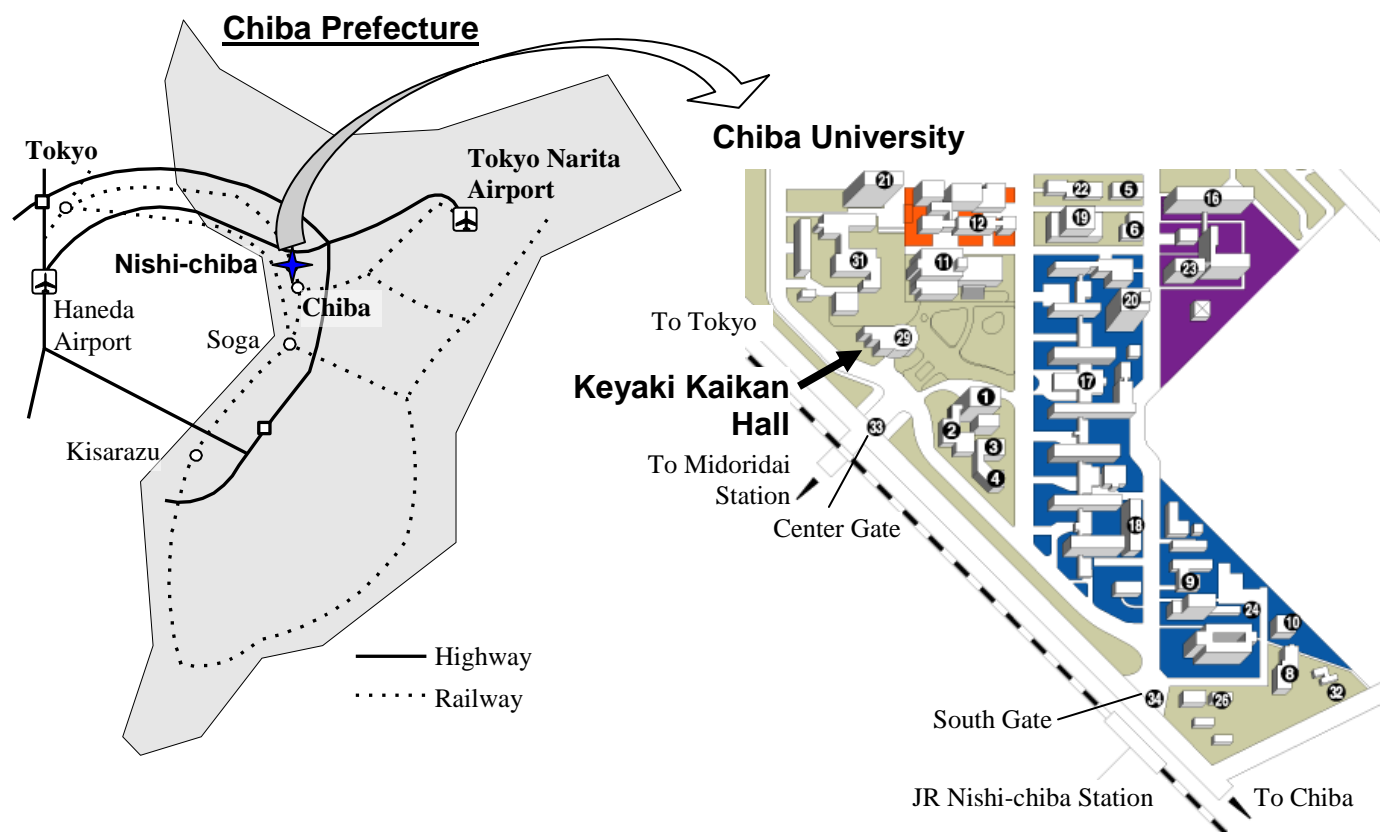 Chiba Prefecture
Tokyo
Tokyo Narita
Airport
Nishi-chiba
Chiba
Haneda
Airport
Soga
Kisarazu
Highway
Railway
Chiba University
21
12
22
5
16
19
6
31
11
23
20
To Tokyo
29
Keyaki Kaikan
Hall
17
1
2
33
3
To Midoridai
Station
4
Center Gate
18
9
24
10
8
32
South Gate
34
26
JR Nishi-chiba Station
To Chiba